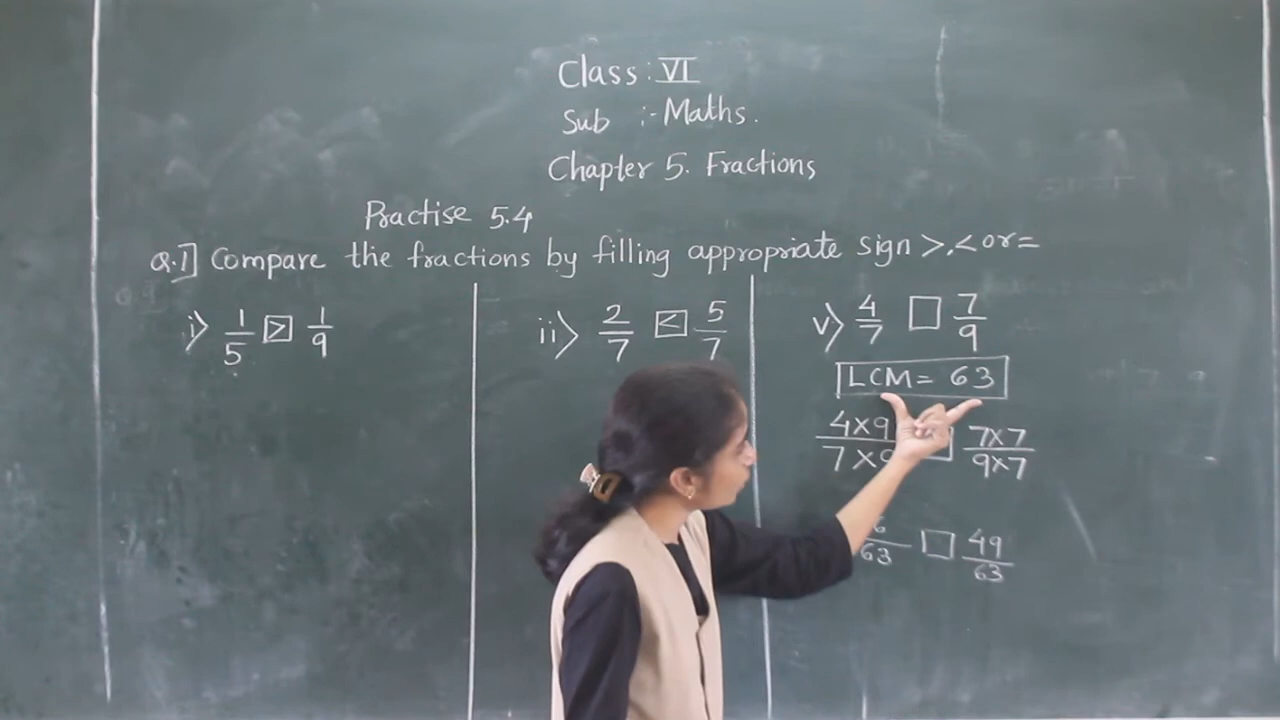 Class : VI
Sub :- Maths.
Chapter 5. Fractions
Practise 5.4
Q.1] Compare the fractions by filling appropriate sign >, < or =
i) 1/5 [>] 1/9
ii) 2/7 [<] 5/7
v) 4/7 □ 7/9
LCM = 63
4×9 □ 7×7
7× 9×7
63 □ 49/63